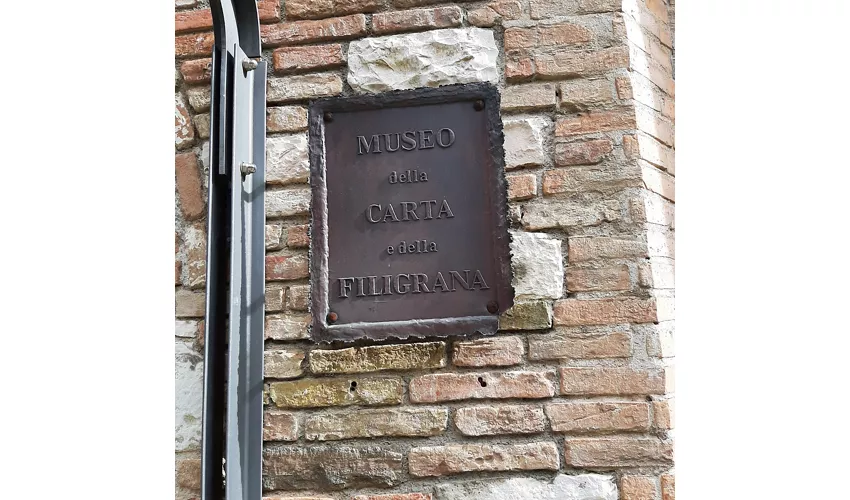 MUSEO
della
CARTA
e della
FILIGRANA